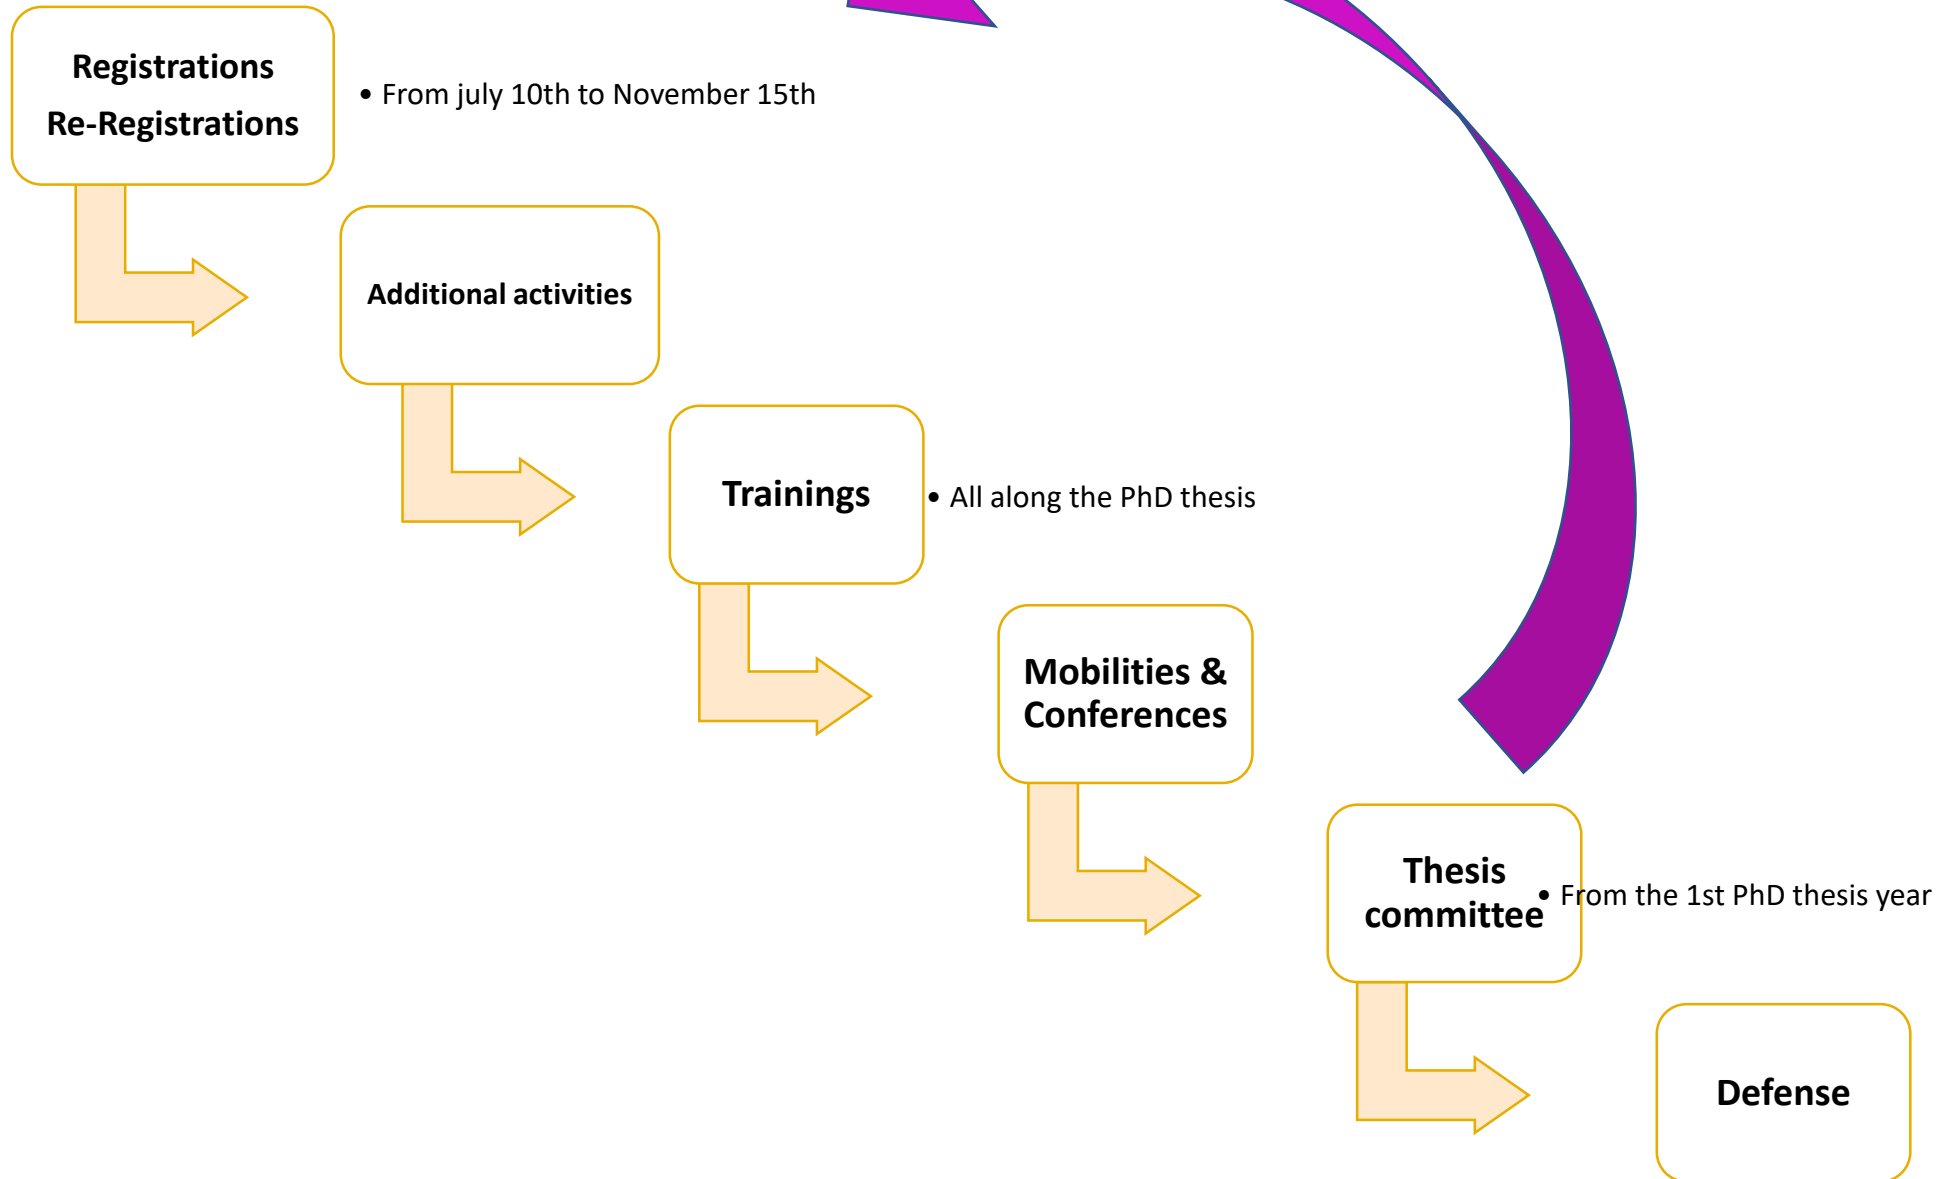 Registrations
Re-Registrations
• From july 10th to November 15th
Additional activities
Trainings
• All along the PhD thesis
Mobilities &
Conferences
Thesis
committee
• From the 1st PhD thesis year
Defense